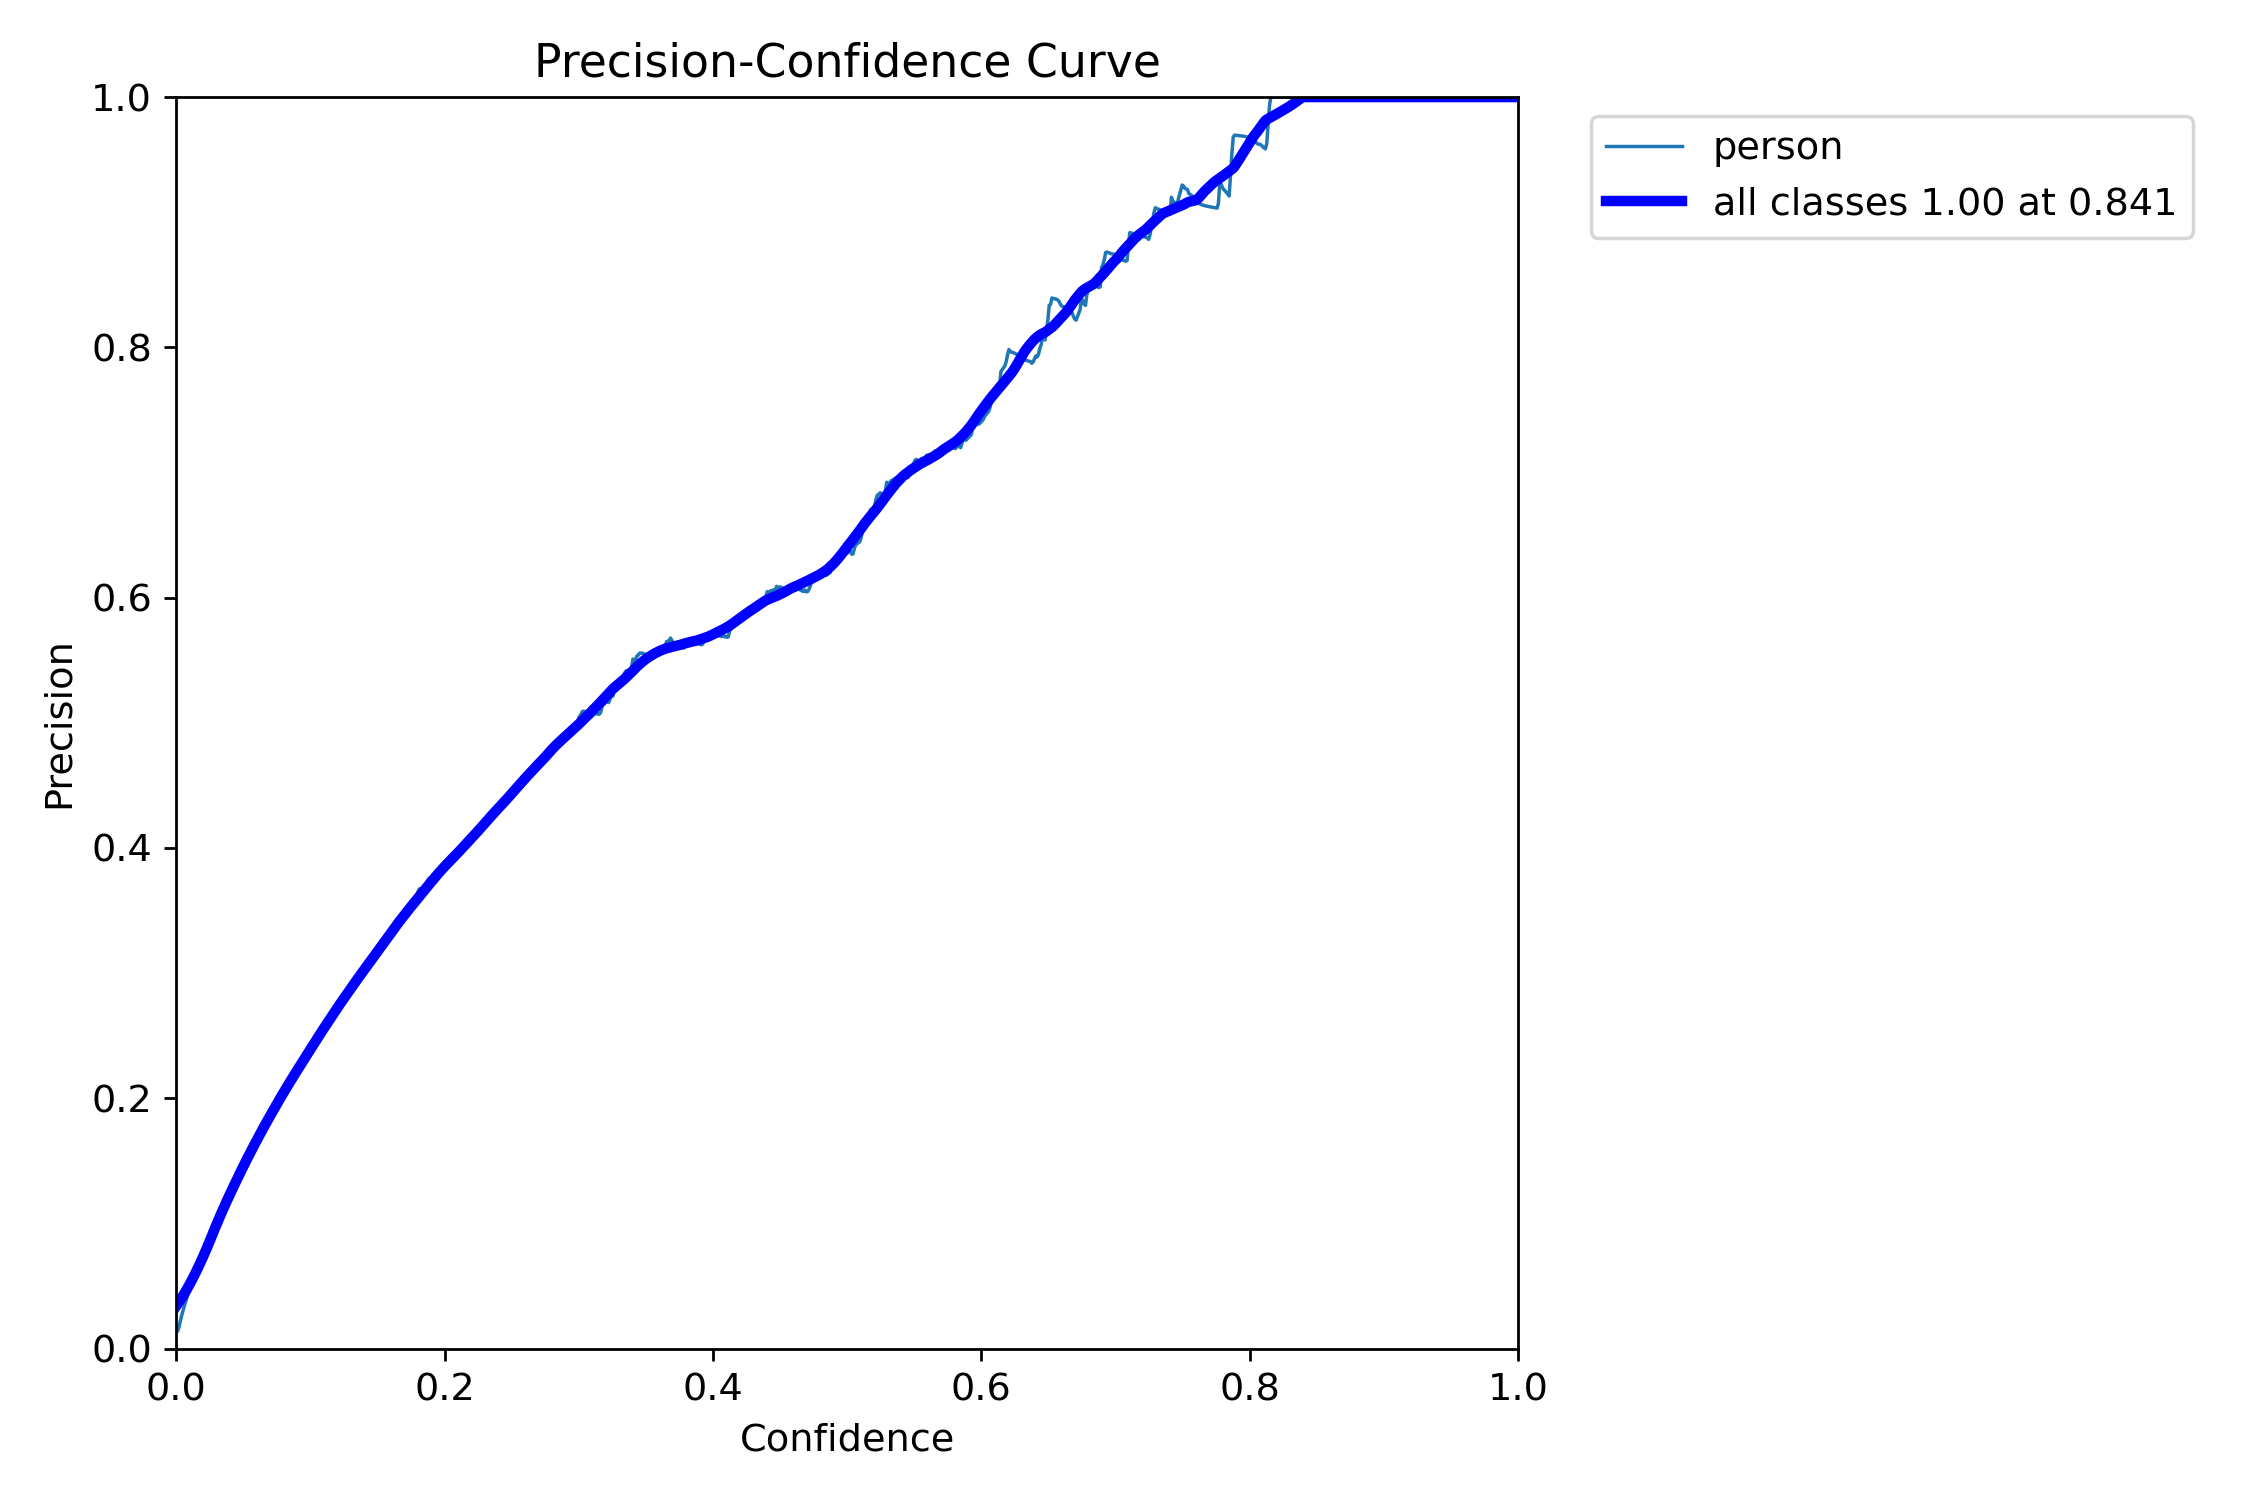 Precision-Confidence Curve
1.0
0.8
0.6
0.4
0.2
0.0
Precision
0.0 0.2 0.4 0.6 0.8 1.0
Confidence
person
all classes 1.00 at 0.841